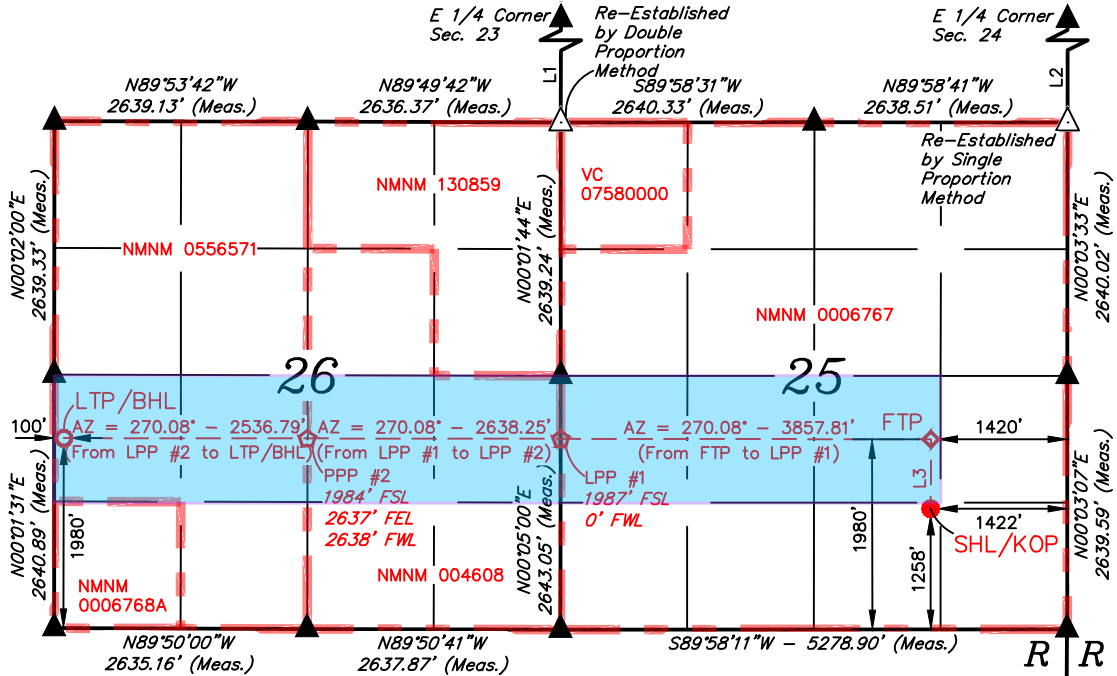 E 1/4 Corner
Sec. 23
Re-Established
by Double
Proportion
Method
E 1/4 Corner
Sec. 24
L1
L2
N89°53'42"W
2639.13' (Meas.)
N89°49'42"W
2636.37' (Meas.)
S89°58'31"W
2640.33' (Meas.)
N89°58'41"W
2638.51' (Meas.)
Re-Established
by Single
Proportion
Method
N00°02'00"E
2639.33' (Meas.)
NMNM 130859
VC
07580000
NMNM 0556571
N00°01'44"E
2639.24' (Meas.)
N00°03'33"E
2640.02' (Meas.)
NMNM 0006767
26
25
LTP/BHL
FTP
100'
AZ = 270.08° - 2536.79'
(From LPP #2 to LTP/BHL)
AZ = 270.08° - 2638.25'
(From LPP #1 to LPP #2)
AZ = 270.08° - 3857.81'
(From FTP to LPP #1)
1420'
PPP #2
1984' FSL
2637' FEL
2638' FWL
LPP #1
1987' FSL
0' FWL
L3
1422'
SHL/KOP
N00°01'31"E
2640.89' (Meas.)
1980'
N00°05'00"E
2643.05' (Meas.)
1980'
1258'
N00°03'07"E
2639.59' (Meas.)
NMNM
0006768A
NMNM 004608
N89°50'00"W
2635.16' (Meas.)
N89°50'41"W
2637.87' (Meas.)
S89°58'11"W - 5278.90' (Meas.)
R R